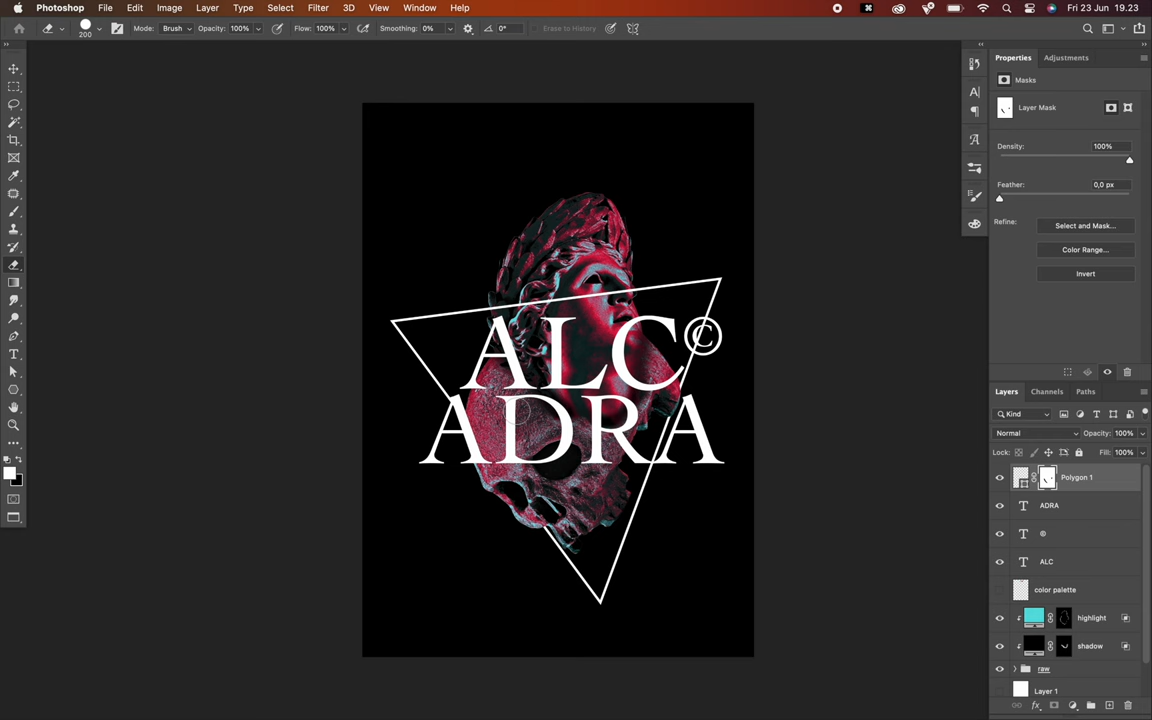 Photoshop File Edit Image Layer Type Select Filter 3D View Window Help Fri 23 Jun 19.23
200 Mode: Brush Opacity: 100% Flow: 100% Smoothing: 0% 0° Erase to History
Properties Adjustments
Masks
Layer Mask
Density: 100%
Feather: 0,0 px
Refine: Select and Mask...
Color Range...
Invert
ALC©
ADRA
Layers Channels Paths
Kind
Normal Opacity: 100%
Lock: Fill: 100%
Polygon 1
ADRA
©
ALC
color palette
highlight
shadow
raw
Layer 1